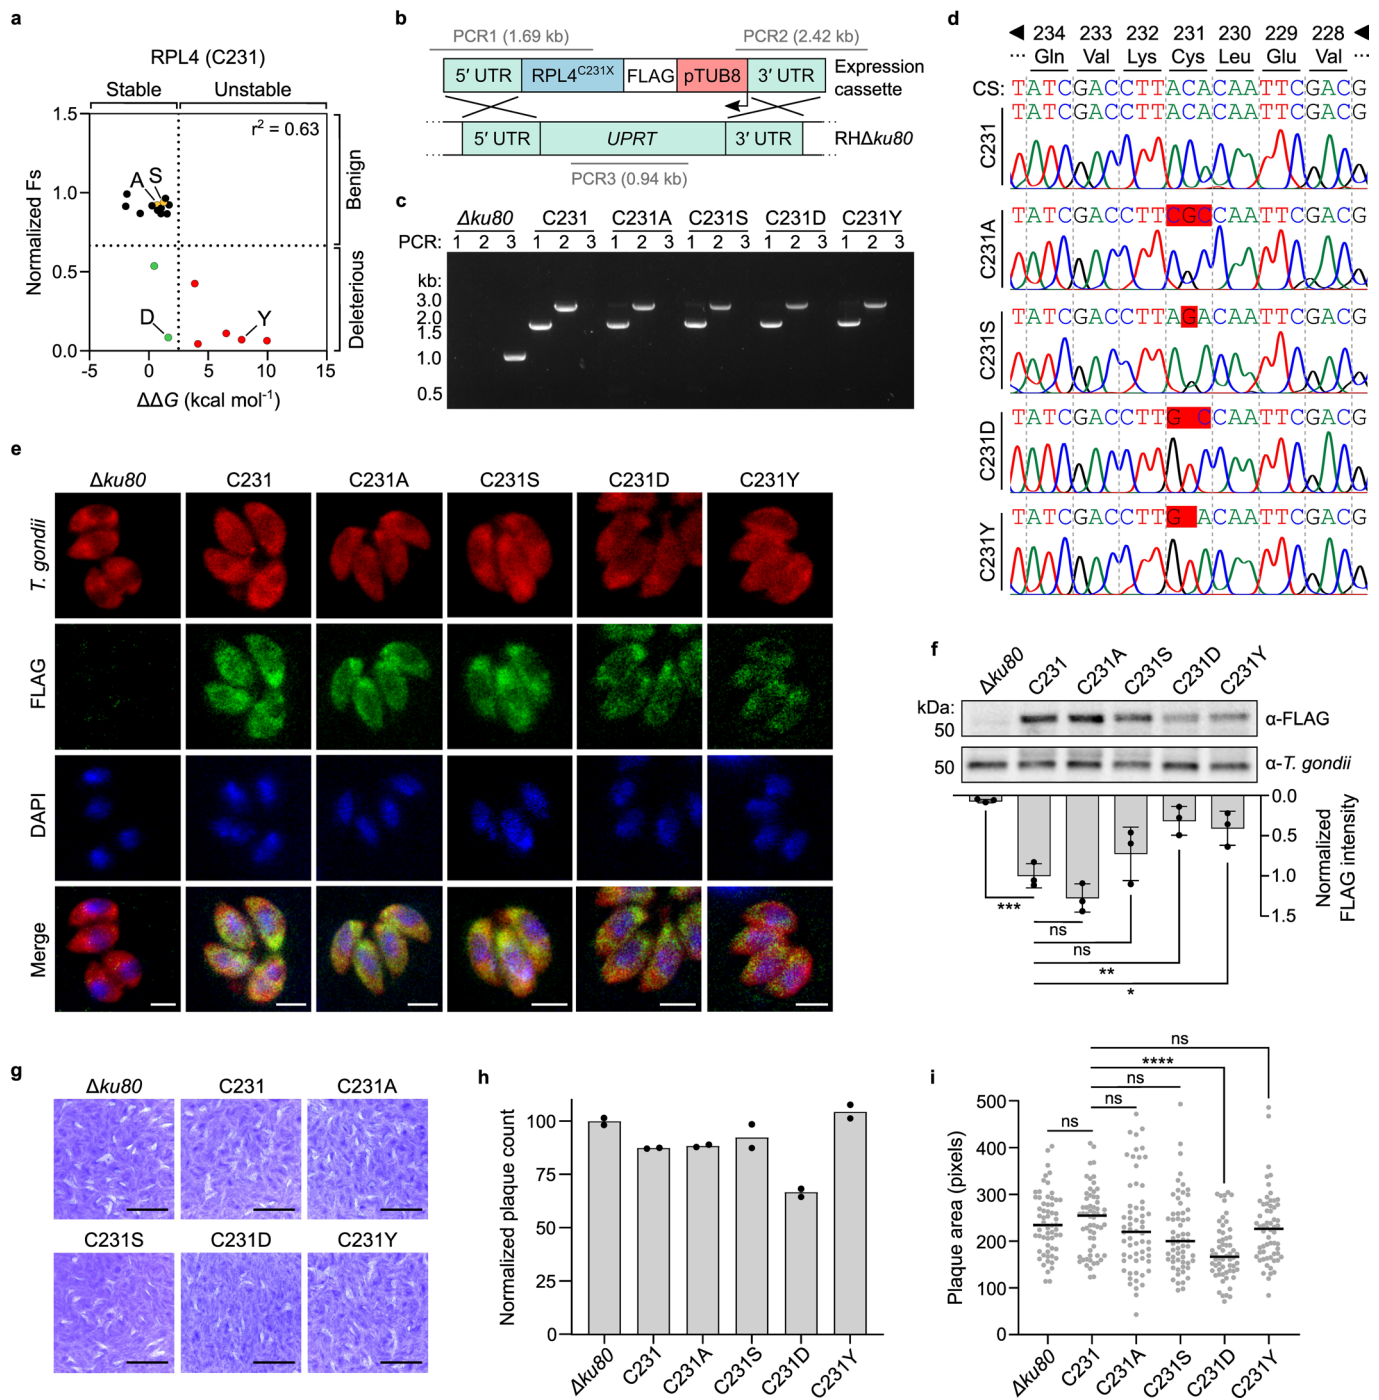 a
RPL4 (C231)
Stable
Unstable
r² = 0.63
Normalized Fs
1.5
1.0
0.5
0.0
A
S
D
Y
Benign
Deleterious
-5
0
5
10
15
ΔΔG (kcal mol⁻¹)
b
PCR1 (1.69 kb)
PCR2 (2.42 kb)
5′ UTR
RPL4^C231X
FLAG
pTUB8
3′ UTR
Expression
cassette
5′ UTR
UPRT
3′ UTR
RHΔku80
PCR3 (0.94 kb)
c
Δku80 C231 C231A C231S C231D C231Y
PCR: 1 2 3 1 2 3 1 2 3 1 2 3 1 2 3 1 2 3
kb:
3.0
2.0
1.5
1.0
0.5
d
234 233 232 231 230 229 228
... Gln Val Lys Cys Leu Glu Val ...
CS: TATCGACCTTACACAATTCGACG
C231
TATCGACCTTACACAATTCGACG
C231A
TATCGACCTTCGCCAATTCGACG
C231S
TATCGACCTTAGACAATTCGACG
C231D
TATCGACCTTG CCAATTCGACG
C231Y
TATCGACCTTG ACAATTCGACG
e
Δku80 C231 C231A C231S C231D C231Y
T. gondii
FLAG
DAPI
Merge
f
Δku80 C231 C231A C231S C231D C231Y
kDa:
50
α-FLAG
50
α-T. gondii
0.0
0.5
1.0
1.5
Normalized
FLAG intensity
***
ns
ns
**
*
g
Δku80 C231 C231A
C231S C231D C231Y
h
Normalized plaque count
100
75
50
25
0
Δku80 C231 C231A C231S C231D C231Y
i
ns
****
ns
ns
ns
Plaque area (pixels)
500
400
300
200
100
0
Δku80 C231 C231A C231S C231D C231Y